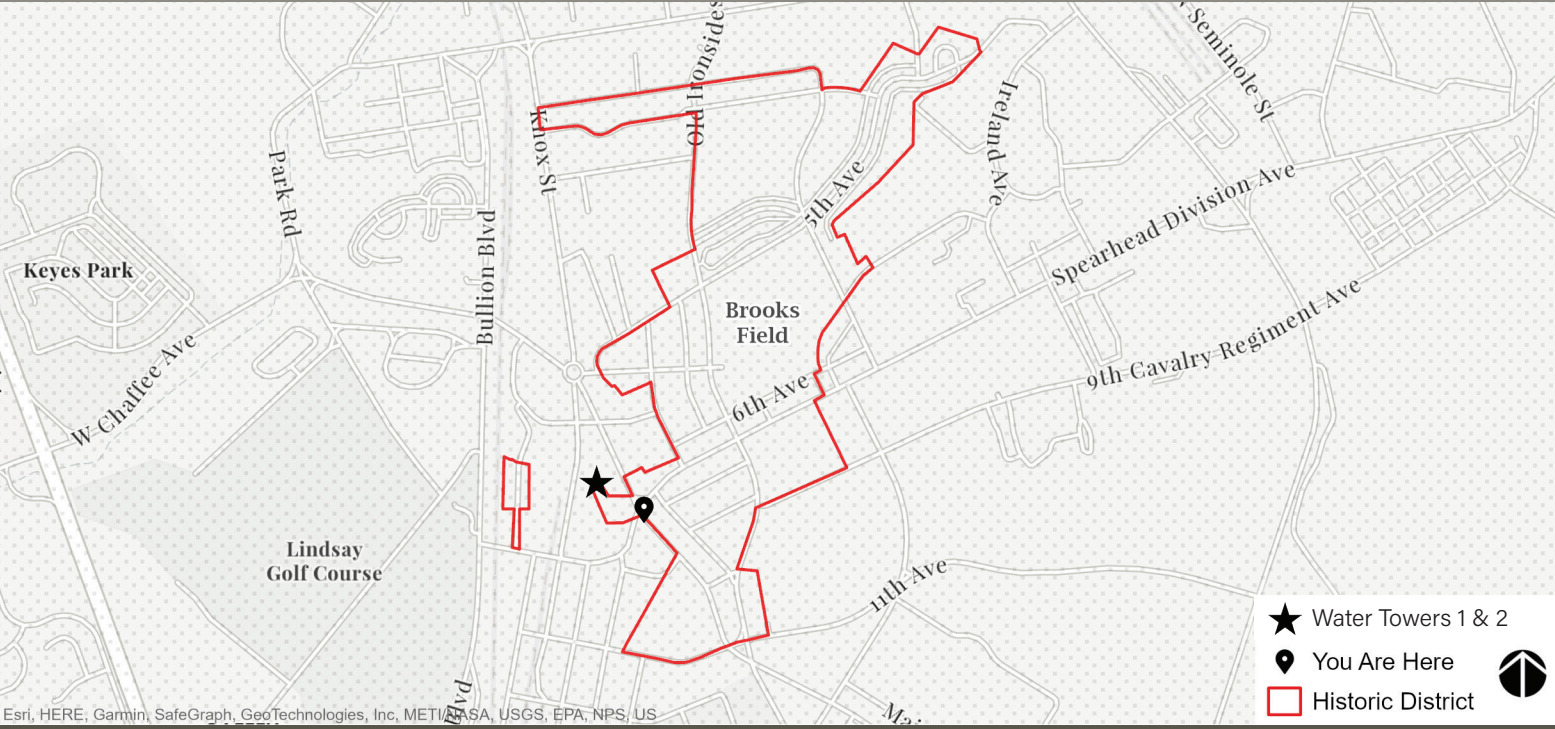 Old Ironsides
Seminole St
Knox St
Ireland Ave
Park Rd
5th Ave
Spearhead Division Ave
Bullion Blvd
Keyes Park
Brooks
Field
9th Cavalry Regiment Ave
W Chaffee Ave
6th Ave
Lindsay
Golf Course
11th Ave
Blvd
Water Towers 1 & 2
You Are Here
Historic District
Esri, HERE, Garmin, SafeGraph, GeoTechnologies, Inc, METI/NASA, USGS, EPA, NPS, US